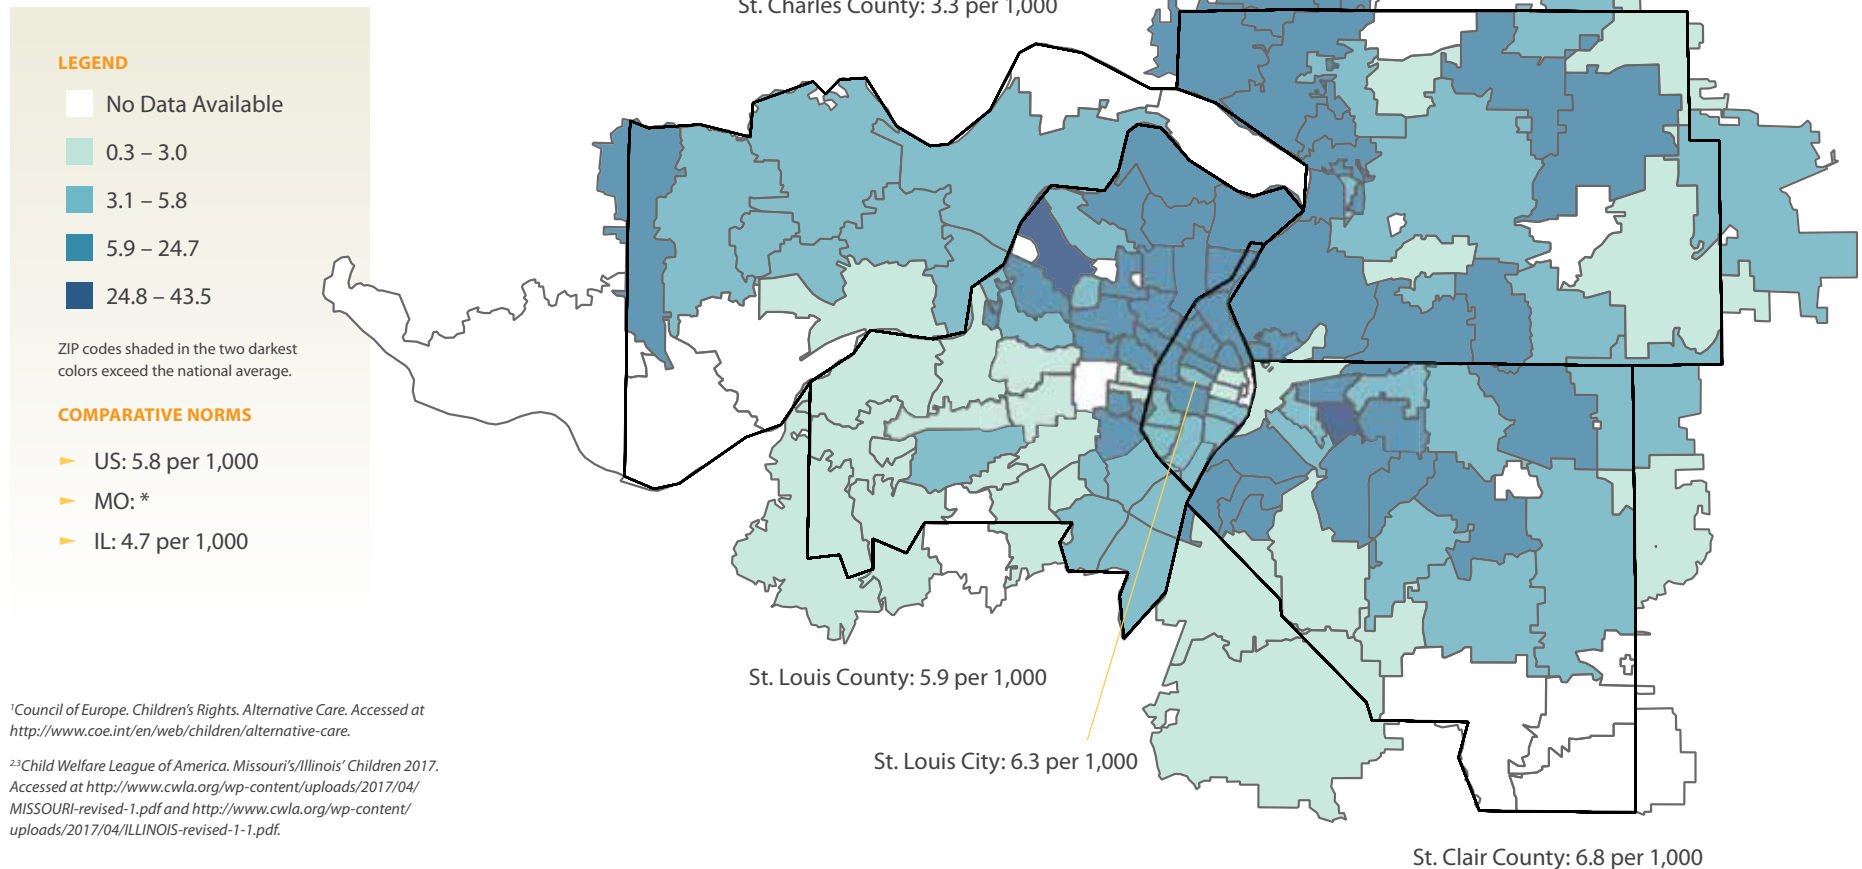 St. Charles County: 3.3 per 1,000
LEGEND
No Data Available
0.3 – 3.0
3.1 – 5.8
5.9 – 24.7
24.8 – 43.5
ZIP codes shaded in the two darkest
colors exceed the national average.
COMPARATIVE NORMS
► US: 5.8 per 1,000
► MO: *
► IL: 4.7 per 1,000
St. Louis County: 5.9 per 1,000
St. Louis City: 6.3 per 1,000
St. Clair County: 6.8 per 1,000
¹Council of Europe. Children’s Rights. Alternative Care. Accessed at
http://www.coe.int/en/web/children/alternative-care.
²·³Child Welfare League of America. Missouri’s/Illinois’ Children 2017.
Accessed at http://www.cwla.org/wp-content/uploads/2017/04/
MISSOURI-revised-1.pdf and http://www.cwla.org/wp-content/
uploads/2017/04/ILLINOIS-revised-1-1.pdf.